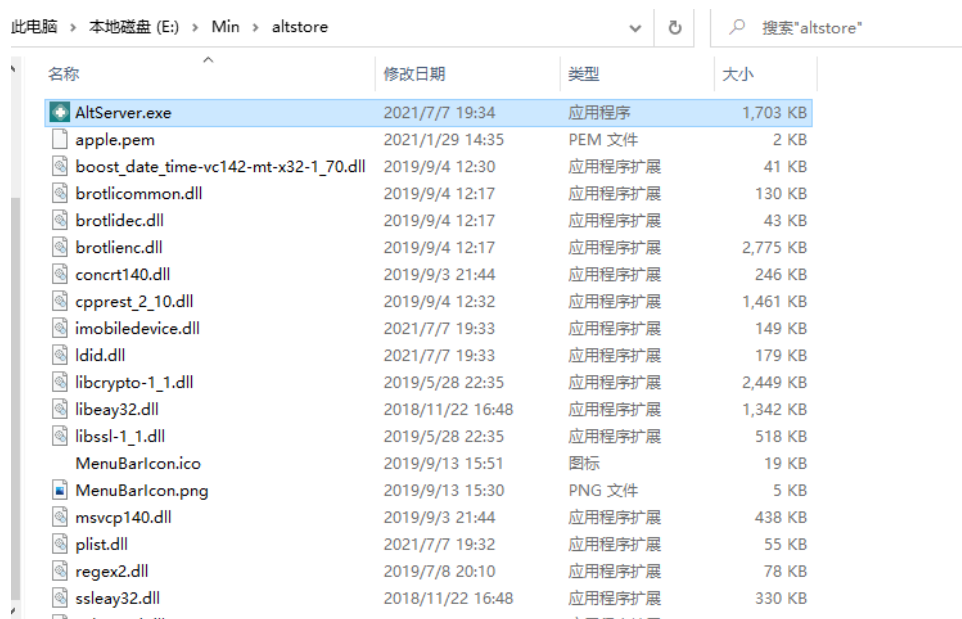 此电脑 > 本地磁盘 (E:) > Min > altstore 搜索"altstore"
名称 修改日期 类型 大小
AltServer.exe 2021/7/7 19:34 应用程序 1,703 KB
apple.pem 2021/1/29 14:35 PEM 文件 2 KB
boost_date_time-vc142-mt-x32-1_70.dll 2019/9/4 12:30 应用程序扩展 41 KB
brotlicommon.dll 2019/9/4 12:17 应用程序扩展 130 KB
brotlidec.dll 2019/9/4 12:17 应用程序扩展 43 KB
brotlienc.dll 2019/9/4 12:17 应用程序扩展 2,775 KB
concrt140.dll 2019/9/3 21:44 应用程序扩展 246 KB
cpprest_2_10.dll 2019/9/4 12:32 应用程序扩展 1,461 KB
imobiledevice.dll 2021/7/7 19:33 应用程序扩展 149 KB
ldid.dll 2021/7/7 19:33 应用程序扩展 179 KB
libcrypto-1_1.dll 2019/5/28 22:35 应用程序扩展 2,449 KB
libeay32.dll 2018/11/22 16:48 应用程序扩展 1,342 KB
libssl-1_1.dll 2019/5/28 22:35 应用程序扩展 518 KB
MenuBarIcon.ico 2019/9/13 15:51 图标 19 KB
MenuBarIcon.png 2019/9/13 15:30 PNG 文件 5 KB
msvcp140.dll 2019/9/3 21:44 应用程序扩展 438 KB
plist.dll 2021/7/7 19:32 应用程序扩展 55 KB
regex2.dll 2019/7/8 20:10 应用程序扩展 78 KB
ssleay32.dll 2018/11/22 16:48 应用程序扩展 330 KB